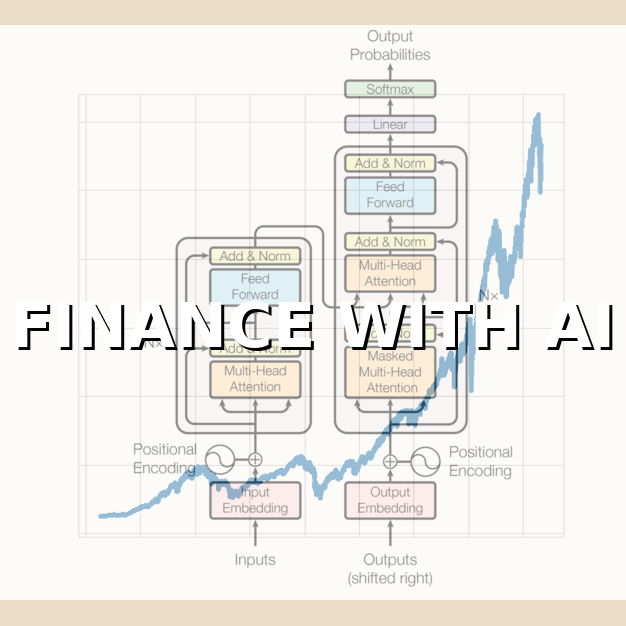 Output
Probabilities
Softmax
Linear
Add & Norm
Feed
Forward
Add & Norm
Multi-Head
Attention
Add & Norm
Feed
Forward
N×
FINANCE WITH AI
Add & Norm
Masked
Multi-Head
Attention
Multi-Head
Attention
Positional
Encoding
Positional
Encoding
Input
Embedding
Output
Embedding
Inputs
Outputs
(shifted right)